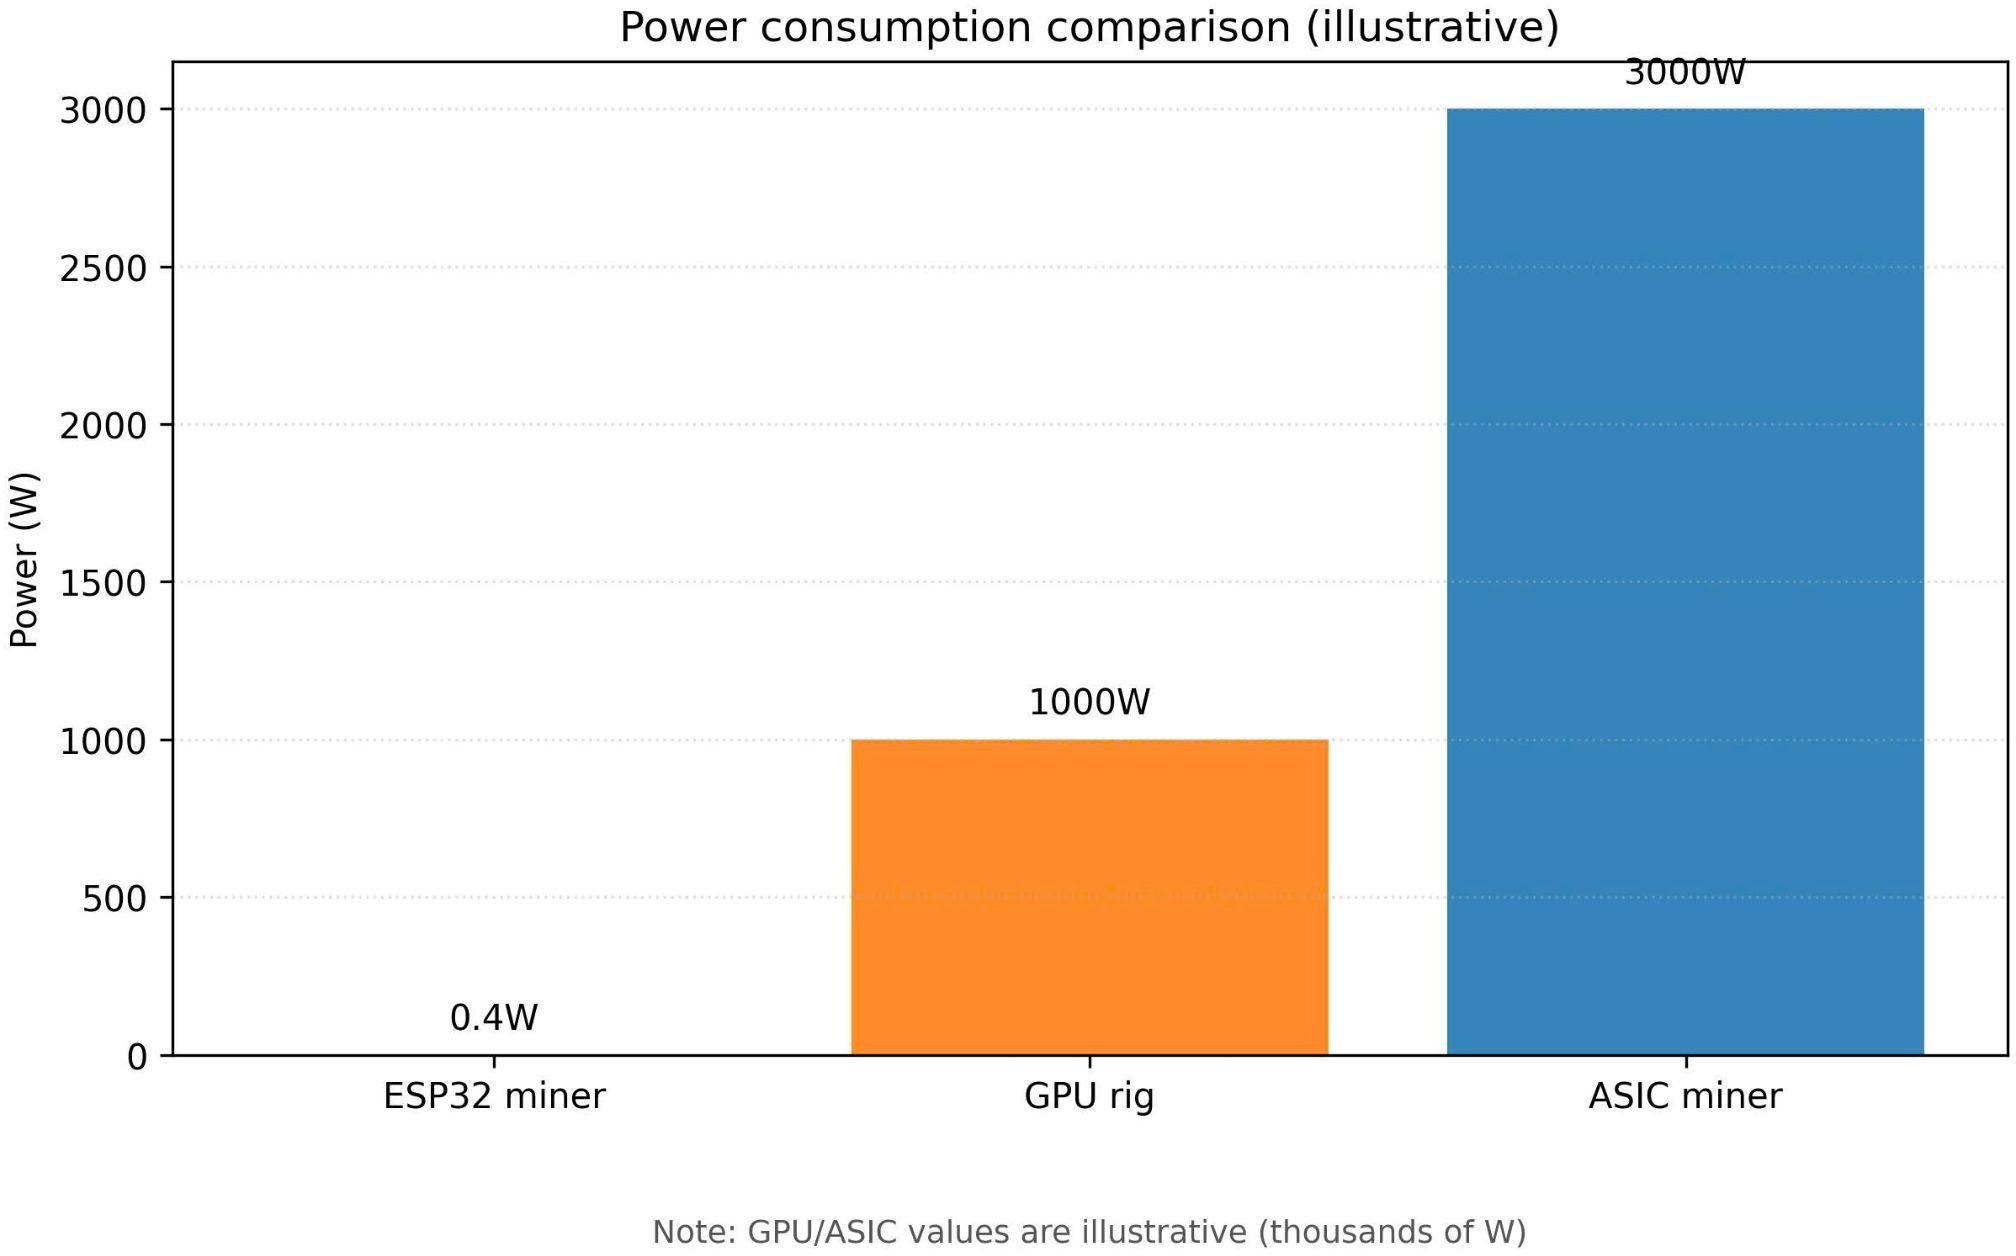 Power consumption comparison (illustrative)
3000W
3000
2500
2000
1500
1000W
1000
500
0.4W
0
Power (W)
ESP32 miner GPU rig ASIC miner
Note: GPU/ASIC values are illustrative (thousands of W)